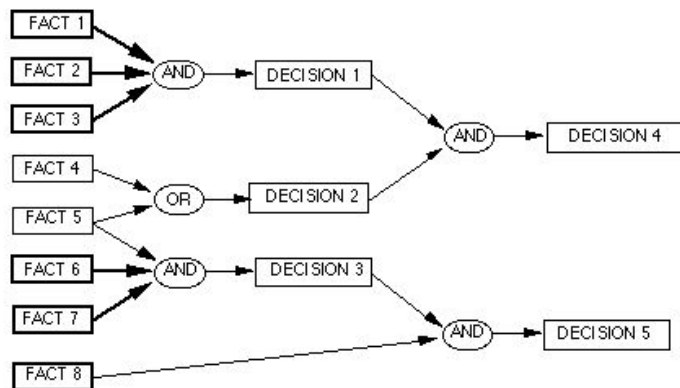 FACT 1
FACT 2
AND
DECISION 1
FACT 3
AND
DECISION 4
FACT 4
OR
DECISION 2
FACT 5
FACT 6
AND
DECISION 3
FACT 7
AND
DECISION 5
FACT 8